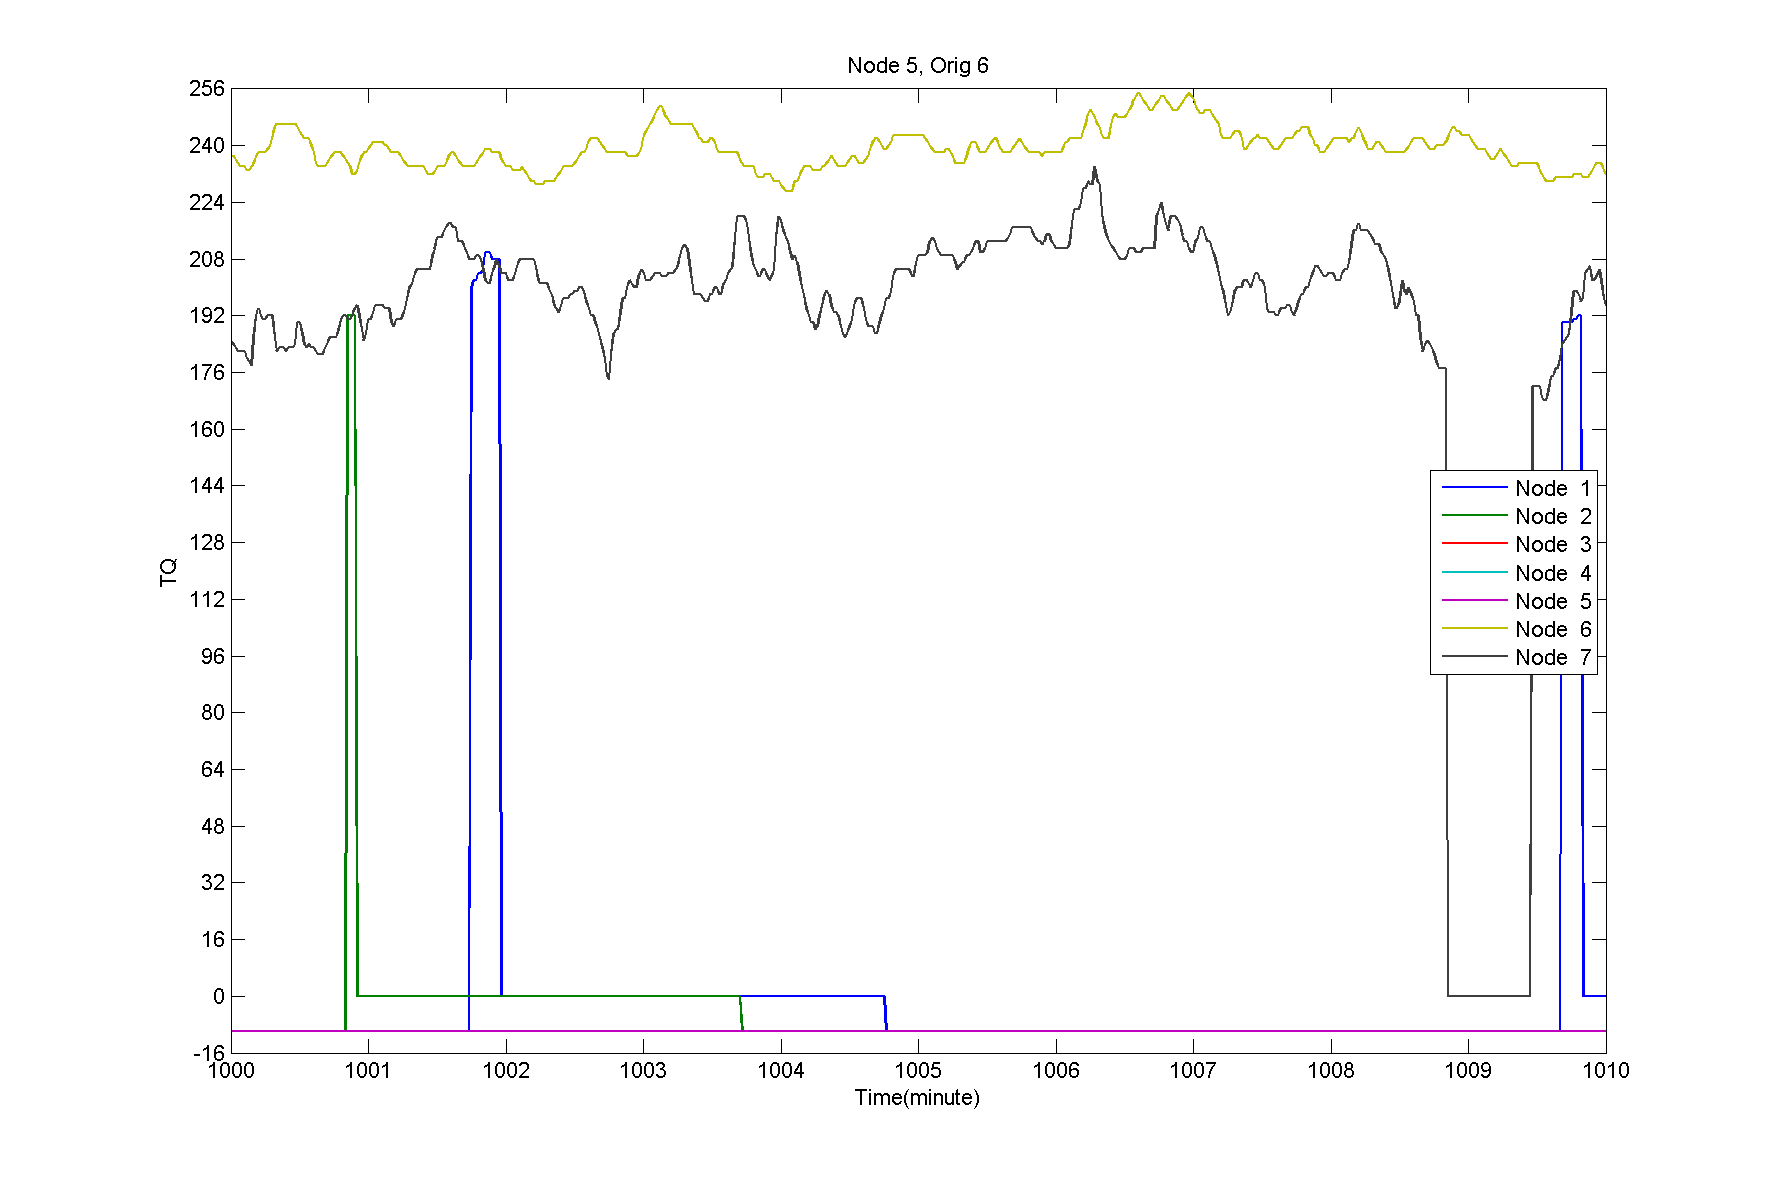 Node 5, Orig 6
256
240
224
208
192
176
160
144
128
112
96
80
64
48
32
16
0
-16
TQ
Node 1
Node 2
Node 3
Node 4
Node 5
Node 6
Node 7
1000 1001 1002 1003 1004 1005 1006 1007 1008 1009 1010
Time(minute)